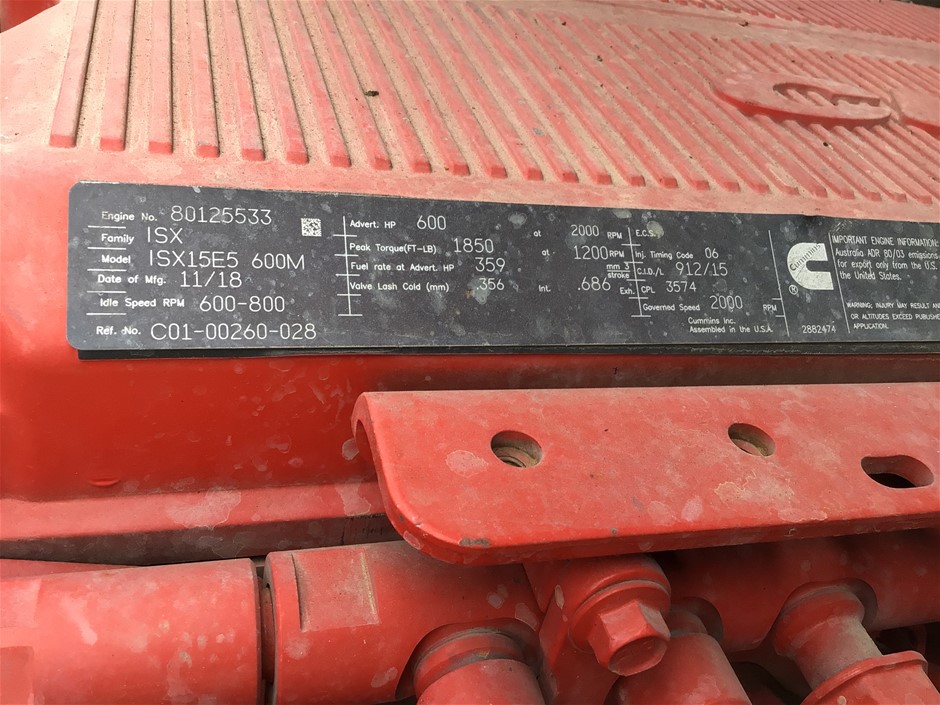 Engine No. 80125533
Family ISX
Model ISX15E5 600M
Date of Mfg. 11/18
Idle Speed RPM 600-800
Ref. No. C01-00260-028
Advert. HP 600 at 2000 RPM
Peak Torque(FT-LB) 1850 at 1200 RPM
Fuel rate at Advert. HP 359 mm3 stroke
Valve Lash Cold (mm) .356 Int. .686 Exh.
E.C.S.
Inj. Timing Code 06
C.I.D./L 912/15
CPL 3574
Governed Speed 2000 RPM
Cummins Inc.
Assembled in the U.S.A.
Cummins
®
2882474
IMPORTANT ENGINE INFORMATION:
Australia ADR 80/03 emissions
for export only from the U.S.
the United States.
WARNING: INJURY MAY RESULT AND
OR ALTITUDES EXCEED PUBLISHE
APPLICATION.